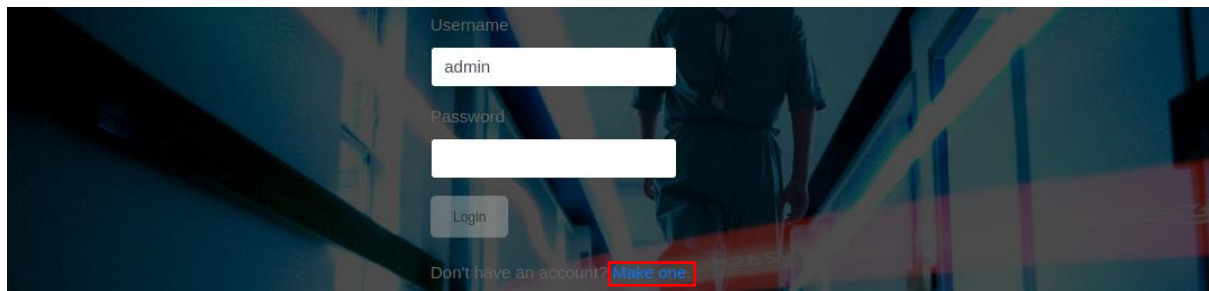 Username
admin
Password
Login
Don't have an account? Make one.